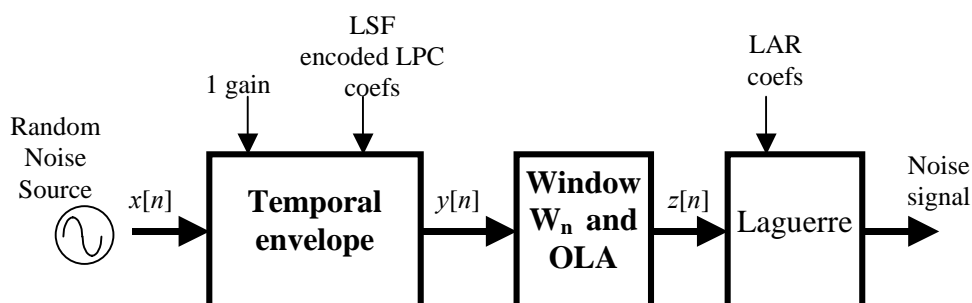 LSF
encoded LPC
coefs
1 gain
LAR
coefs
Random
Noise
Source
x[n]
Temporal
envelope
y[n]
Window
Wn and
OLA
z[n]
Laguerre
Noise
signal